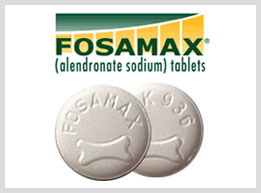 FOSAMAX®
(alendronate sodium) tablets
FOSAMAX
K 936